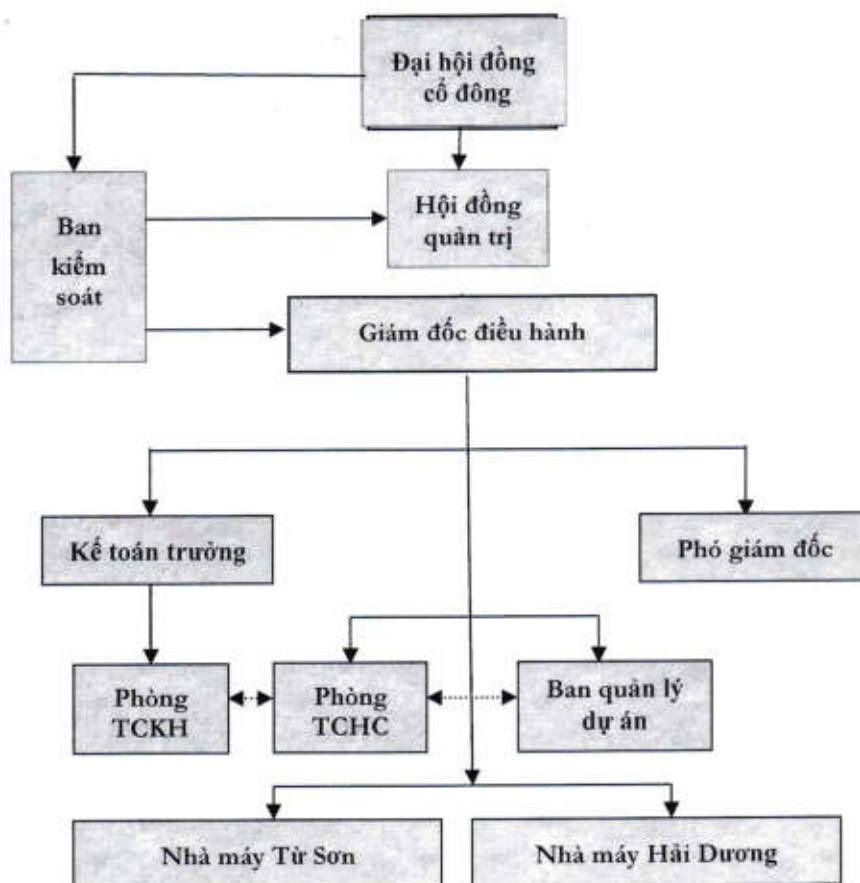 Đại hội đồng
cổ đông
Ban
kiểm
soát
Hội đồng
quản trị
Giám đốc điều hành
Kế toán trưởng
Phó giám đốc
Phòng
TCKH
Phòng
TCHC
Ban quản lý
dự án
Nhà máy Từ Sơn
Nhà máy Hải Dương